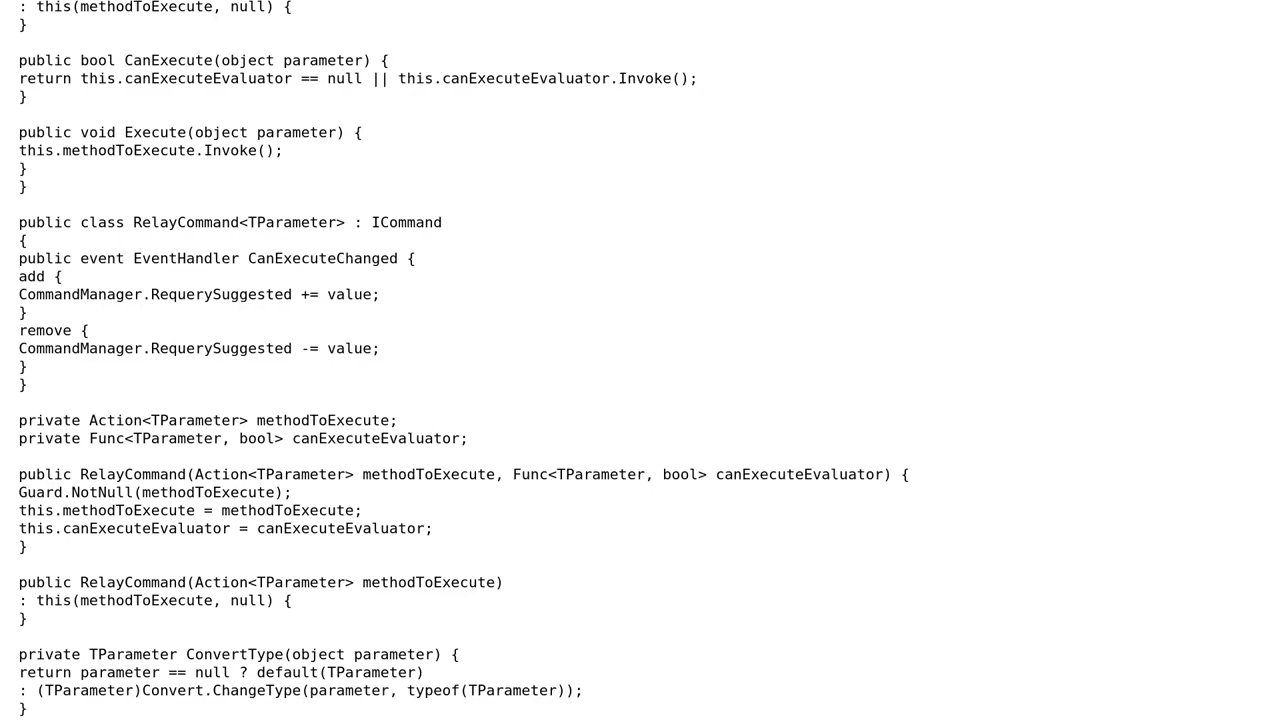 : this(methodToExecute, null) {
}
public bool CanExecute(object parameter) {
return this.canExecuteEvaluator == null || this.canExecuteEvaluator.Invoke();
}
public void Execute(object parameter) {
this.methodToExecute.Invoke();
}
}
public class RelayCommand<TParameter> : ICommand
{
public event EventHandler CanExecuteChanged {
add {
CommandManager.RequerySuggested += value;
}
remove {
CommandManager.RequerySuggested -= value;
}
}
private Action<TParameter> methodToExecute;
private Func<TParameter, bool> canExecuteEvaluator;
public RelayCommand(Action<TParameter> methodToExecute, Func<TParameter, bool> canExecuteEvaluator) {
Guard.NotNull(methodToExecute);
this.methodToExecute = methodToExecute;
this.canExecuteEvaluator = canExecuteEvaluator;
}
public RelayCommand(Action<TParameter> methodToExecute)
: this(methodToExecute, null) {
}
private TParameter ConvertType(object parameter) {
return parameter == null ? default(TParameter)
: (TParameter)Convert.ChangeType(parameter, typeof(TParameter));
}